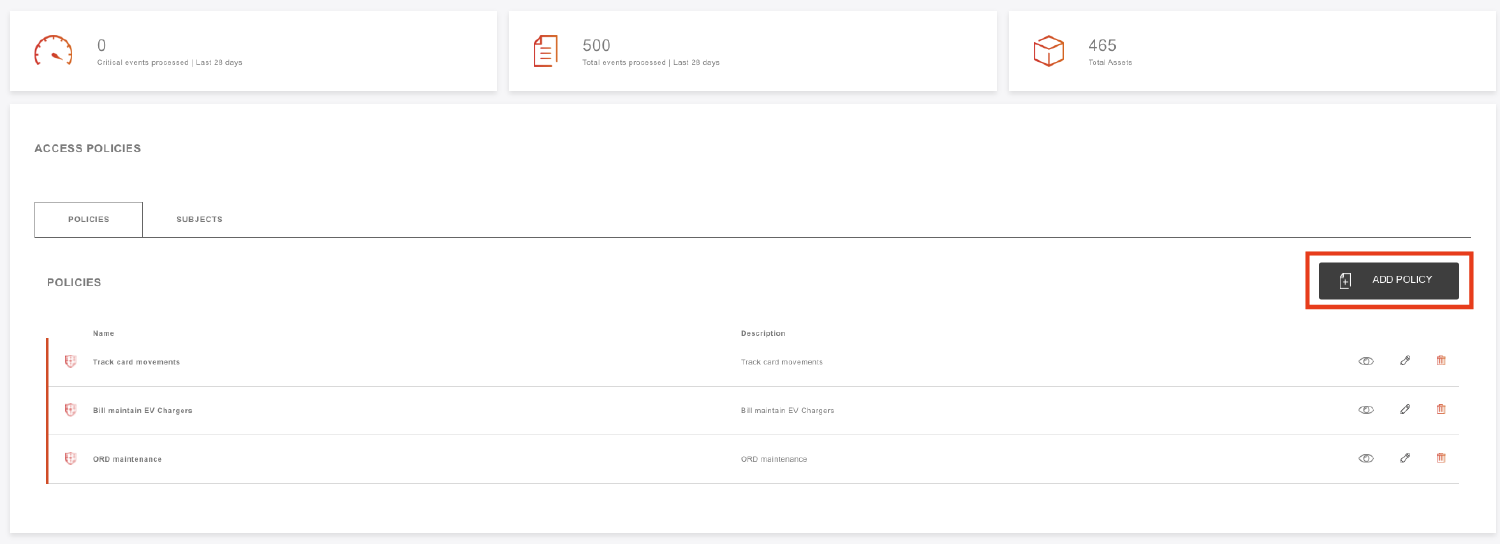 0
Critical events processed | Last 28 days
500
Total events processed | Last 28 days
465
Total Assets
ACCESS POLICIES
POLICIES
SUBJECTS
POLICIES
ADD POLICY
Name
Description
Track card movements
Track card movements
Bill maintain EV Chargers
Bill maintain EV Chargers
ORD maintenance
ORD maintenance